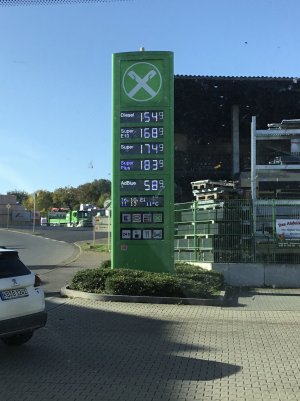 Diesel 154⁹
Super E10 168⁹
Super 174⁹
Super Plus 183⁹
AdBlue 58⁹